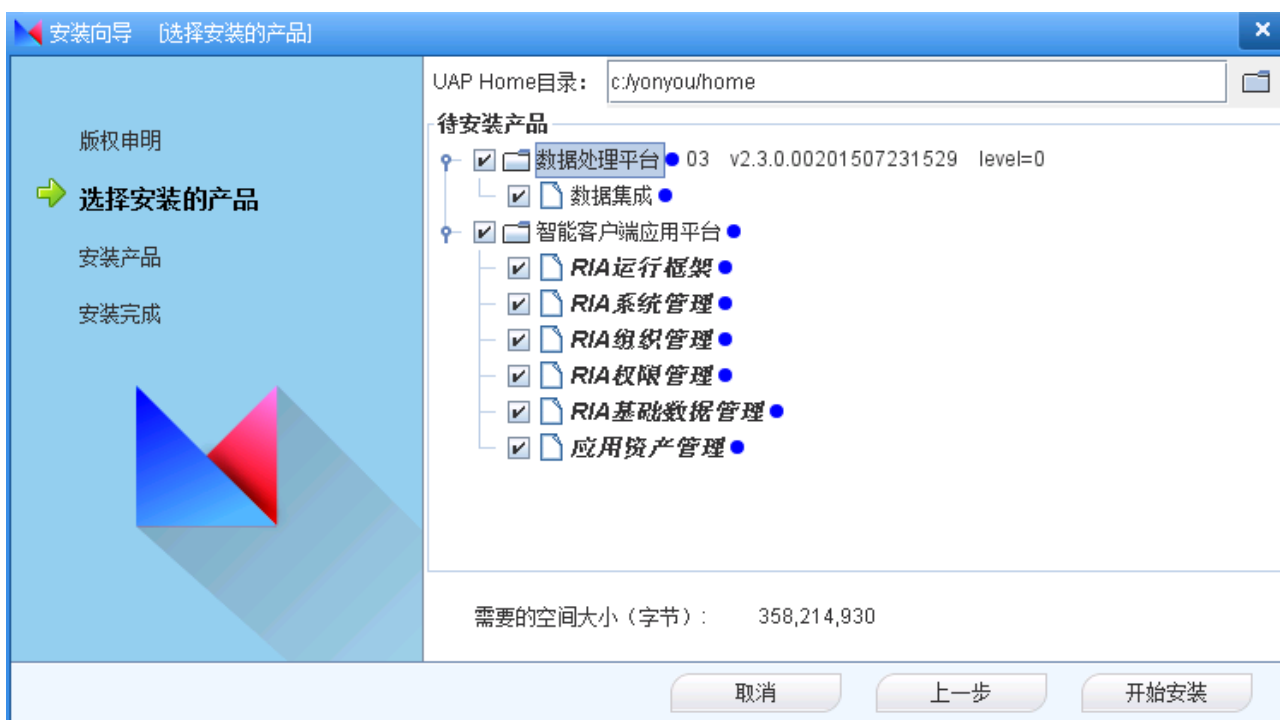 安装向导 [选择安装的产品]
UAP Home目录： c:/yonyou/home
版权申明
选择安装的产品
安装产品
安装完成
待安装产品
数据处理平台 03 v2.3.0.00201507231529 level=0
数据集成
智能客户端应用平台
RIA运行框架
RIA系统管理
RIA组织管理
RIA权限管理
RIA基础数据管理
应用资产管理
需要的空间大小（字节）： 358,214,930
取消 上一步 开始安装